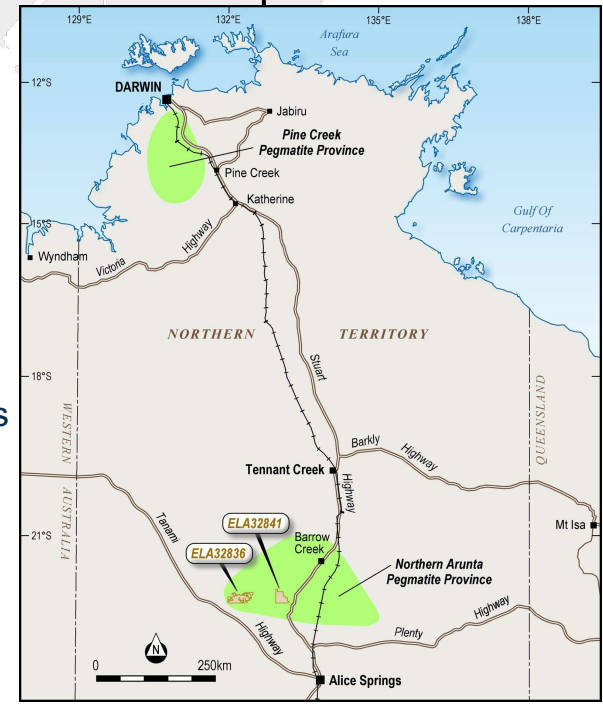 129°E
132°E
135°E
138°E
Arafura
Sea
12°S
DARWIN
Jabiru
Pine Creek
Pegmatite Province
Pine Creek
Katherine
15°S
Gulf Of
Carpentaria
Wyndham
Victoria
Highway
NORTHERN TERRITORY
Stuart
18°S
WESTERN
AUSTRALIA
QUEENSLAND
s
Barkly
Highway
Tennant Creek
Highway
Mt Isa
21°S
Tanami
Highway
ELA32841
ELA32836
Barrow
Creek
Northern Arunta
Pegmatite Province
Plenty
Highway
N
0
250km
Alice Springs